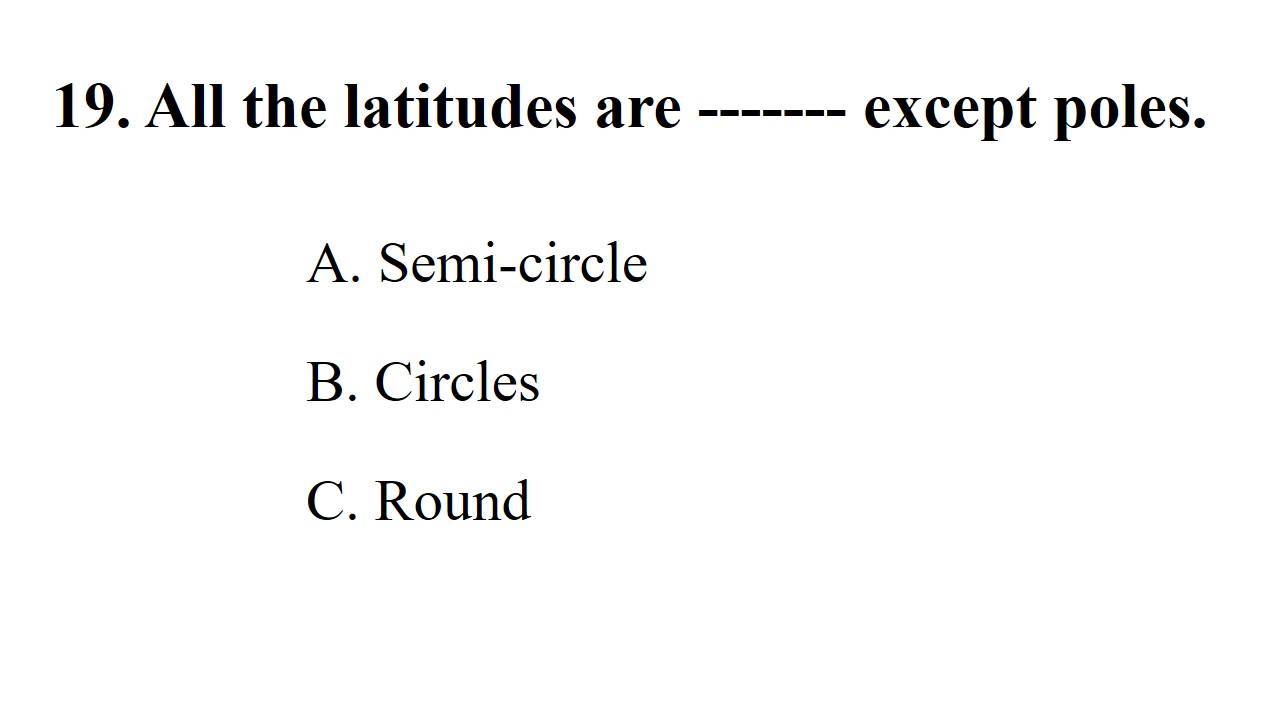 19. All the latitudes are ------- except poles.
A. Semi-circle
B. Circles
C. Round